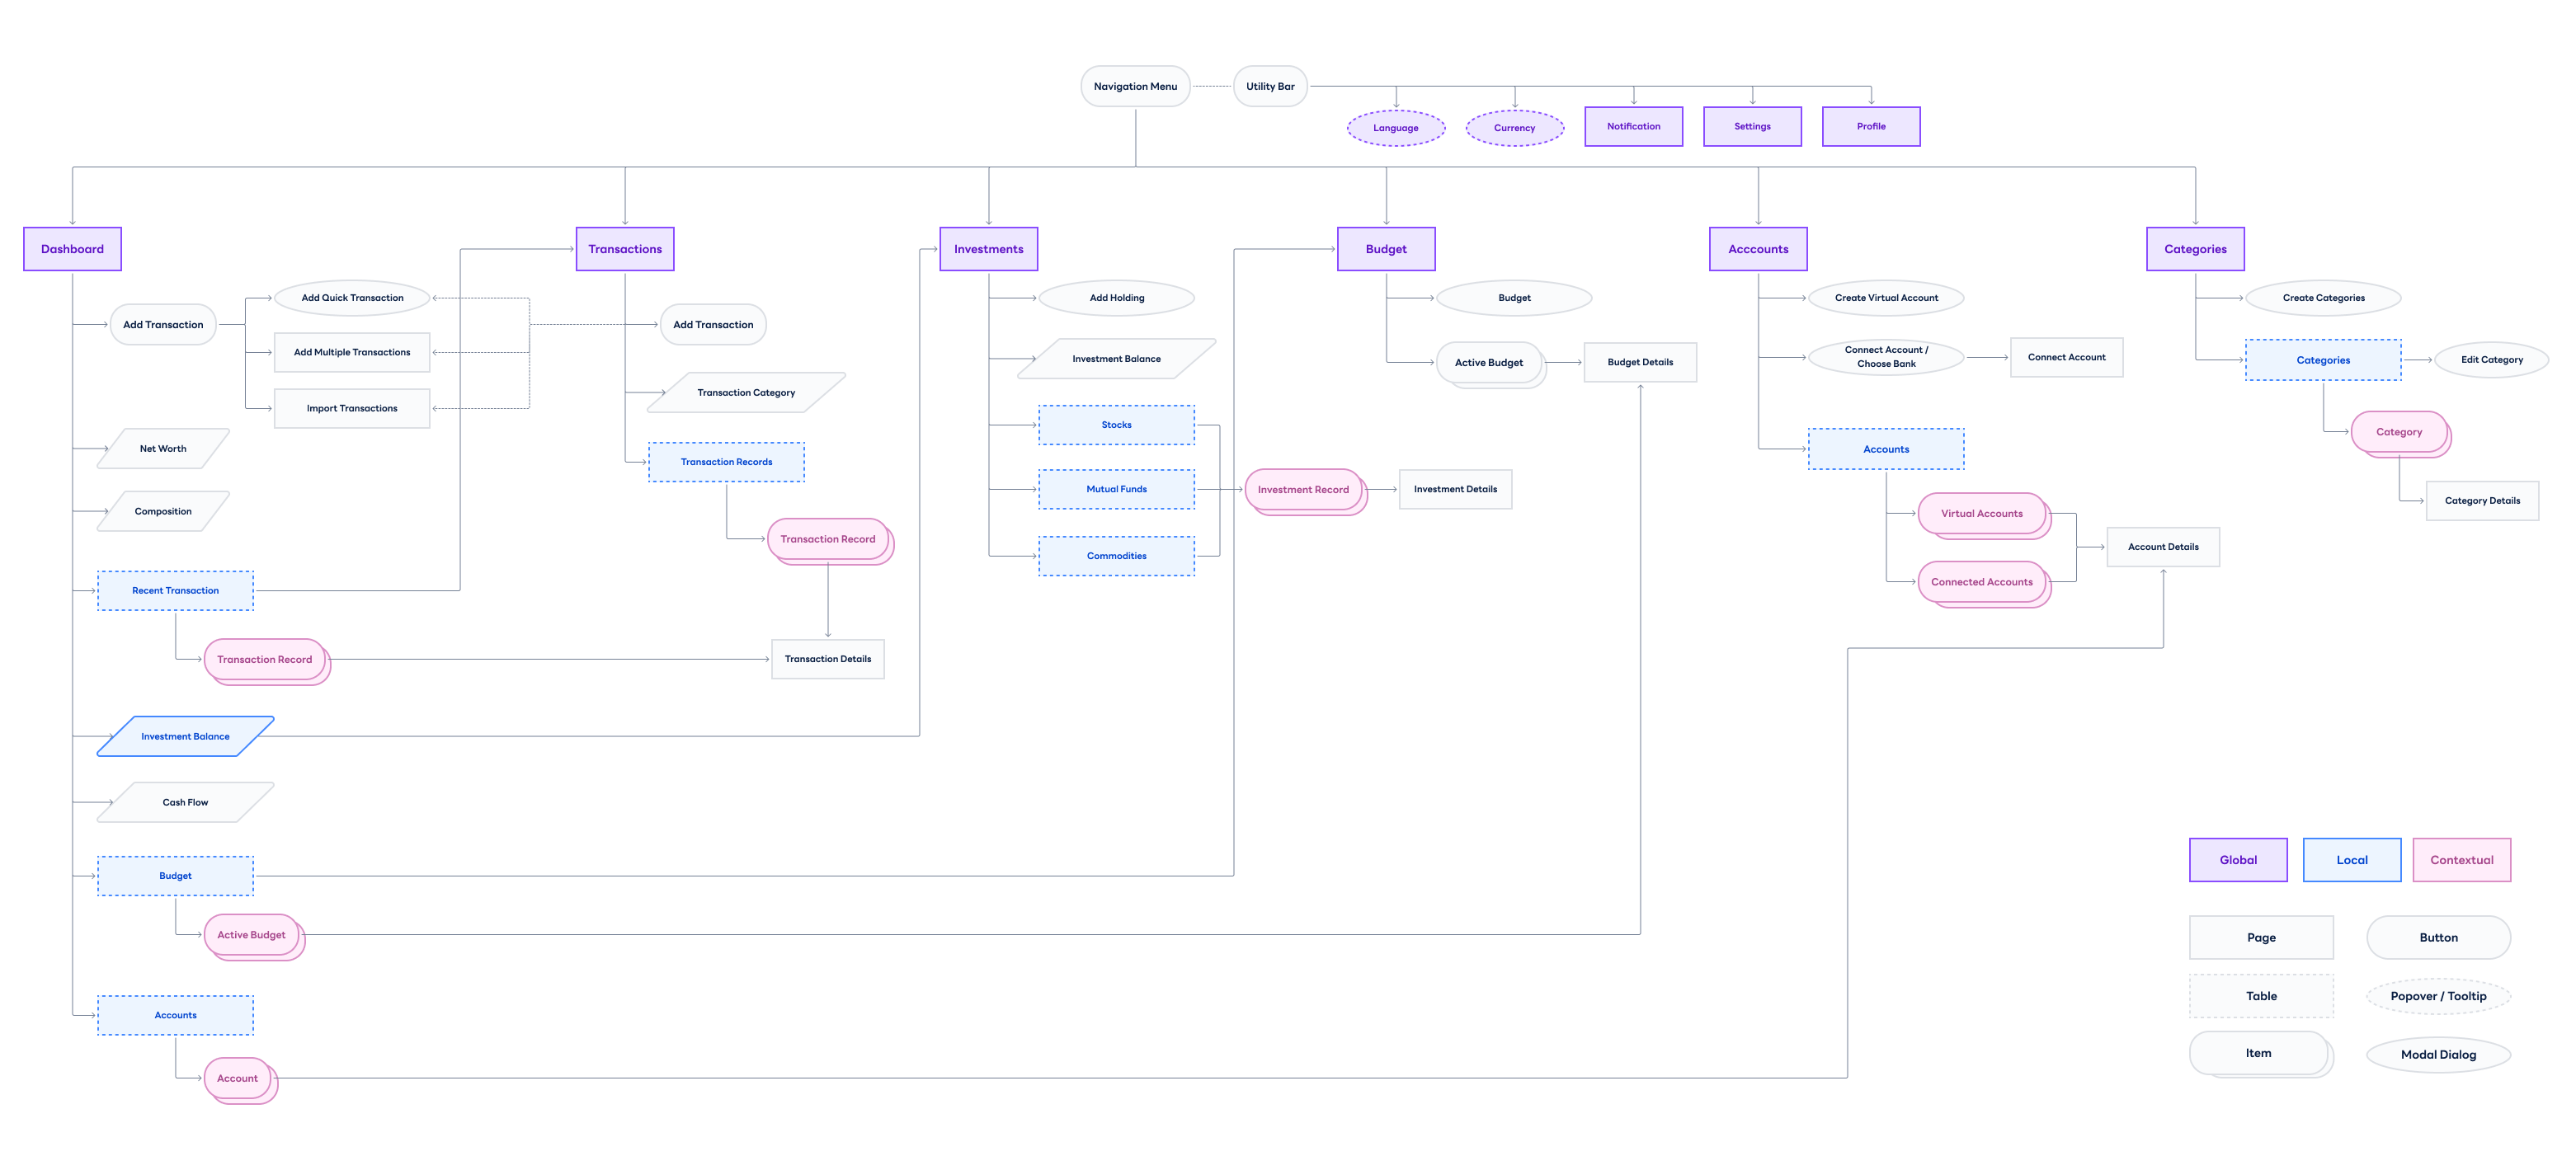 Navigation Menu
Utility Bar
Language
Currency
Notification
Settings
Profile
Dashboard
Transactions
Investments
Budget
Acccounts
Categories
Add Transaction
Add Quick Transaction
Add Multiple Transactions
Import Transactions
Net Worth
Composition
Recent Transaction
Transaction Record
Investment Balance
Cash Flow
Budget
Active Budget
Accounts
Account
Add Transaction
Transaction Category
Transaction Records
Transaction Record
Transaction Details
Add Holding
Investment Balance
Stocks
Mutual Funds
Commodities
Investment Record
Investment Details
Budget
Active Budget
Budget Details
Create Virtual Account
Connect Account /
Choose Bank
Connect Account
Accounts
Virtual Accounts
Connected Accounts
Account Details
Create Categories
Categories
Edit Category
Category
Category Details
Global
Local
Contextual
Page
Button
Table
Popover / Tooltip
Item
Modal Dialog